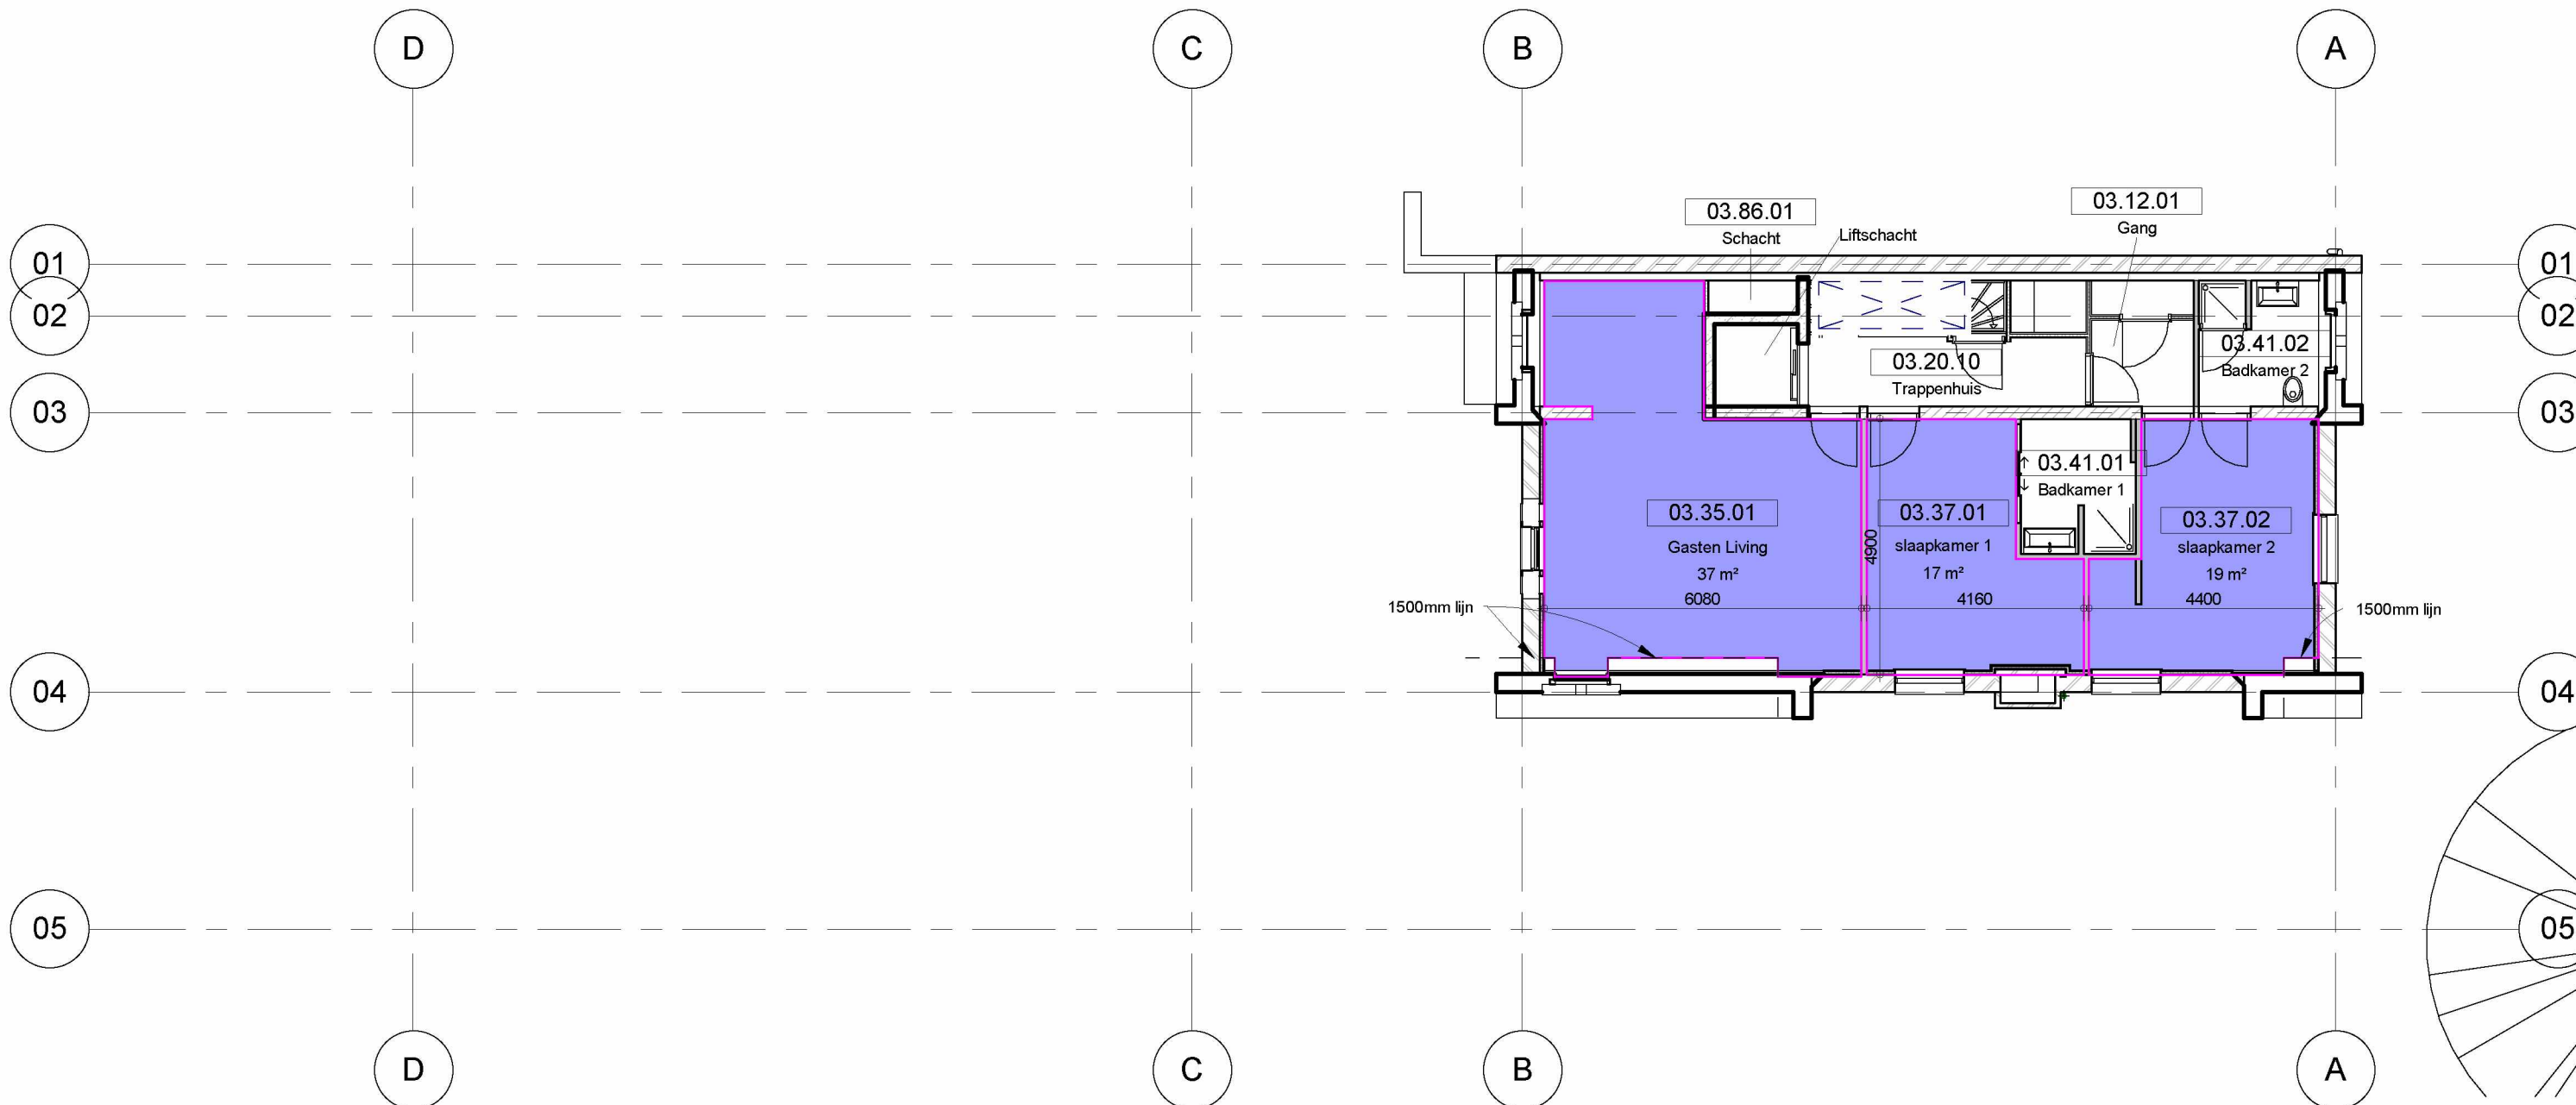 D
C
B
A
03.86.01
Schacht
Liftschacht
03.12.01
Gang
01
01
02
02
03.41.02
Badkamer 2
03.20.10
Trappenhuis
03
03
03.41.01
Badkamer 1
03.35.01
Gasten Living
37 m²
6080
4900
03.37.01
slaapkamer 1
17 m²
4160
03.37.02
slaapkamer 2
19 m²
4400
1500mm lijn
1500mm lijn
04
04
05
05
D
C
B
A